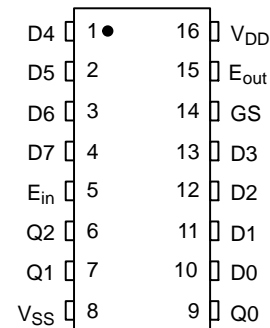 D4 1 16 VDD
D5 2 15 Eout
D6 3 14 GS
D7 4 13 D3
Ein 5 12 D2
Q2 6 11 D1
Q1 7 10 D0
VSS 8 9 Q0